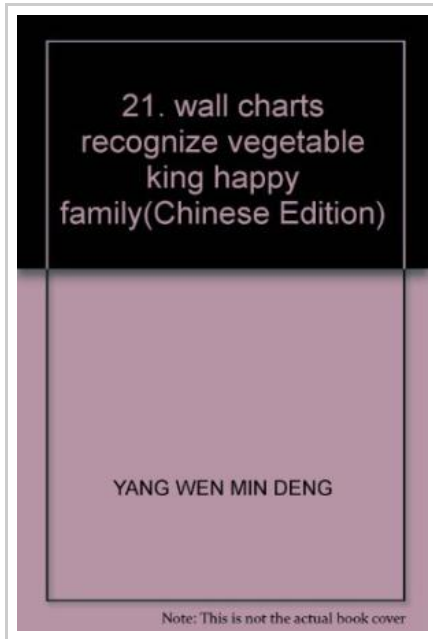 21. wall charts
recognize vegetable
king happy
family(Chinese Edition)
YANG WEN MIN DENG
Note: This is not the actual book cover